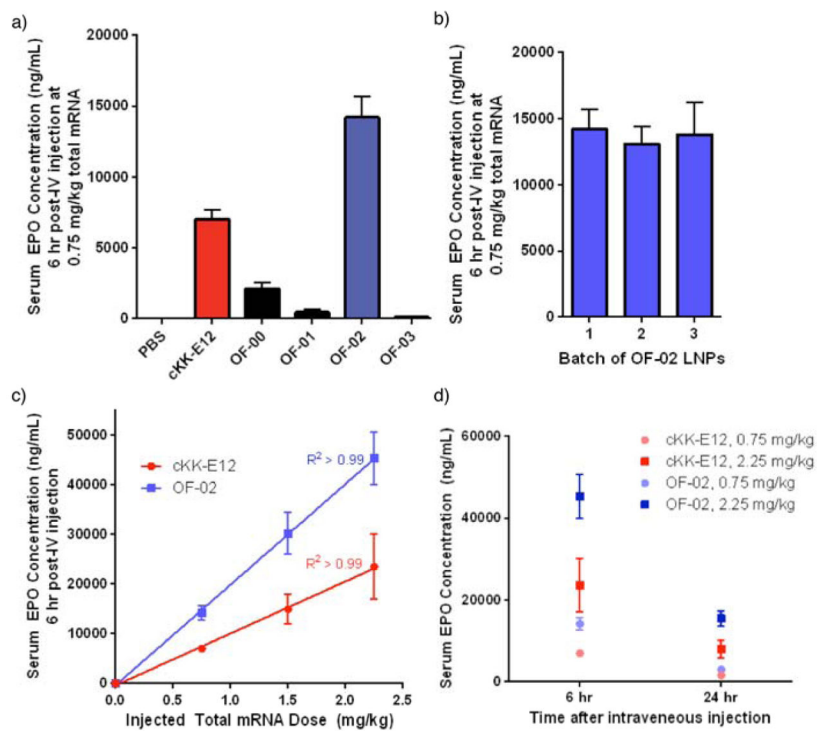 a)
Serum EPO Concentration (ng/mL)
6 hr post-IV injection at
0.75 mg/kg total mRNA
20000
15000
10000
5000
0
PBS
cKK-E12
OF-00
OF-01
OF-02
OF-03
b)
Serum EPO Concentration (ng/mL)
6 hr post-IV injection at
0.75 mg/kg total mRNA
20000
15000
10000
5000
0
1 2 3
Batch of OF-02 LNPs
c)
Serum EPO Concentration (ng/mL)
6 hr post-IV injection
50000
40000
30000
20000
10000
0
cKK-E12
OF-02
R2 > 0.99
R2 > 0.99
0.0 0.5 1.0 1.5 2.0 2.5
Injected Total mRNA Dose (mg/kg)
d)
Serum EPO Concentration (ng/mL)
60000
40000
20000
0
cKK-E12, 0.75 mg/kg
cKK-E12, 2.25 mg/kg
OF-02, 0.75 mg/kg
OF-02, 2.25 mg/kg
6 hr 24 hr
Time after intraveneous injection